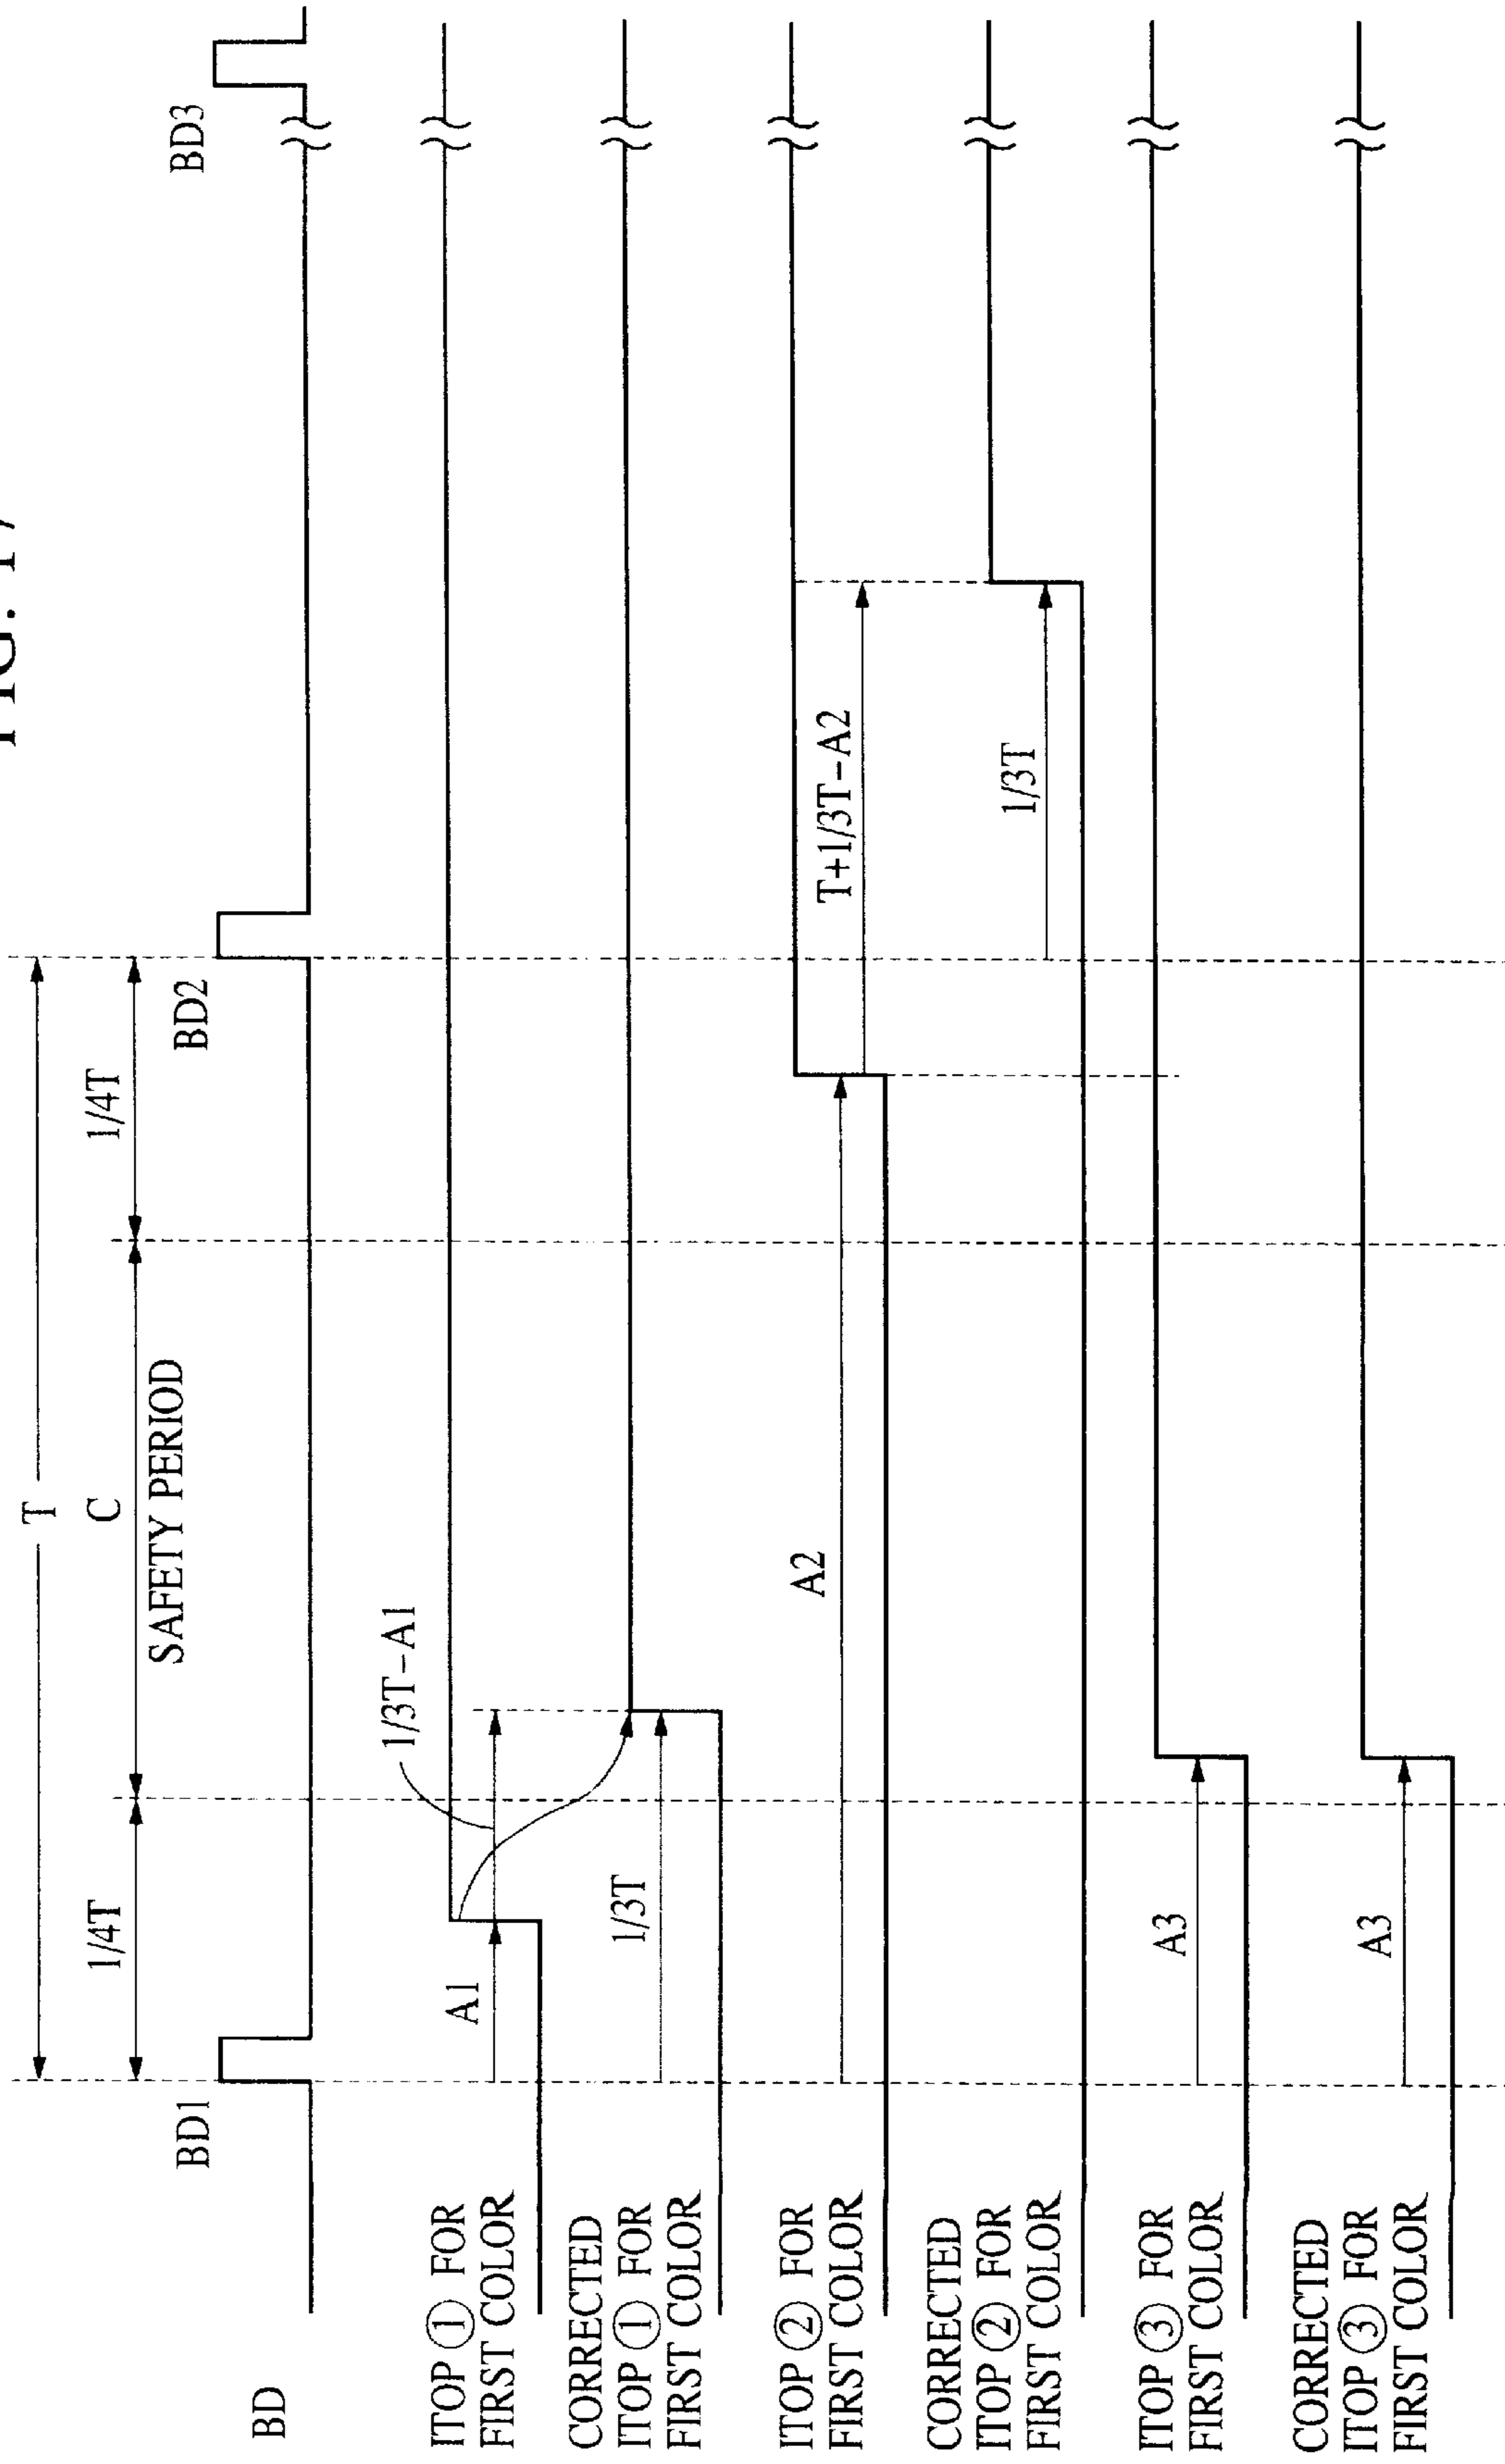 FIG. 17
T
1/4T
C
1/4T
SAFETY PERIOD
BD1
BD2
BD3
BD
1/3T−A1
A1
ITOP ① FOR
FIRST COLOR
1/3T
CORRECTED
ITOP ① FOR
FIRST COLOR
A2
T+1/3T−A2
ITOP ② FOR
FIRST COLOR
1/3T
CORRECTED
ITOP ② FOR
FIRST COLOR
A3
ITOP ③ FOR
FIRST COLOR
A3
CORRECTED
ITOP ③ FOR
FIRST COLOR